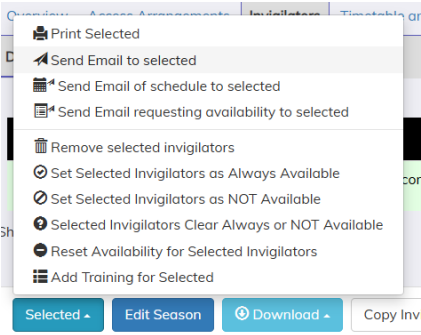 Overview Access Arrangements Invigilators Timetable
Print Selected
Send Email to selected
Send Email of schedule to selected
Send Email requesting availability to selected
Remove selected invigilators
Set Selected Invigilators as Always Available
Set Selected Invigilators as NOT Available
Selected Invigilators Clear Always or NOT Available
Reset Availability for Selected Invigilators
Add Training for Selected
Selected Edit Season Download Copy Inv